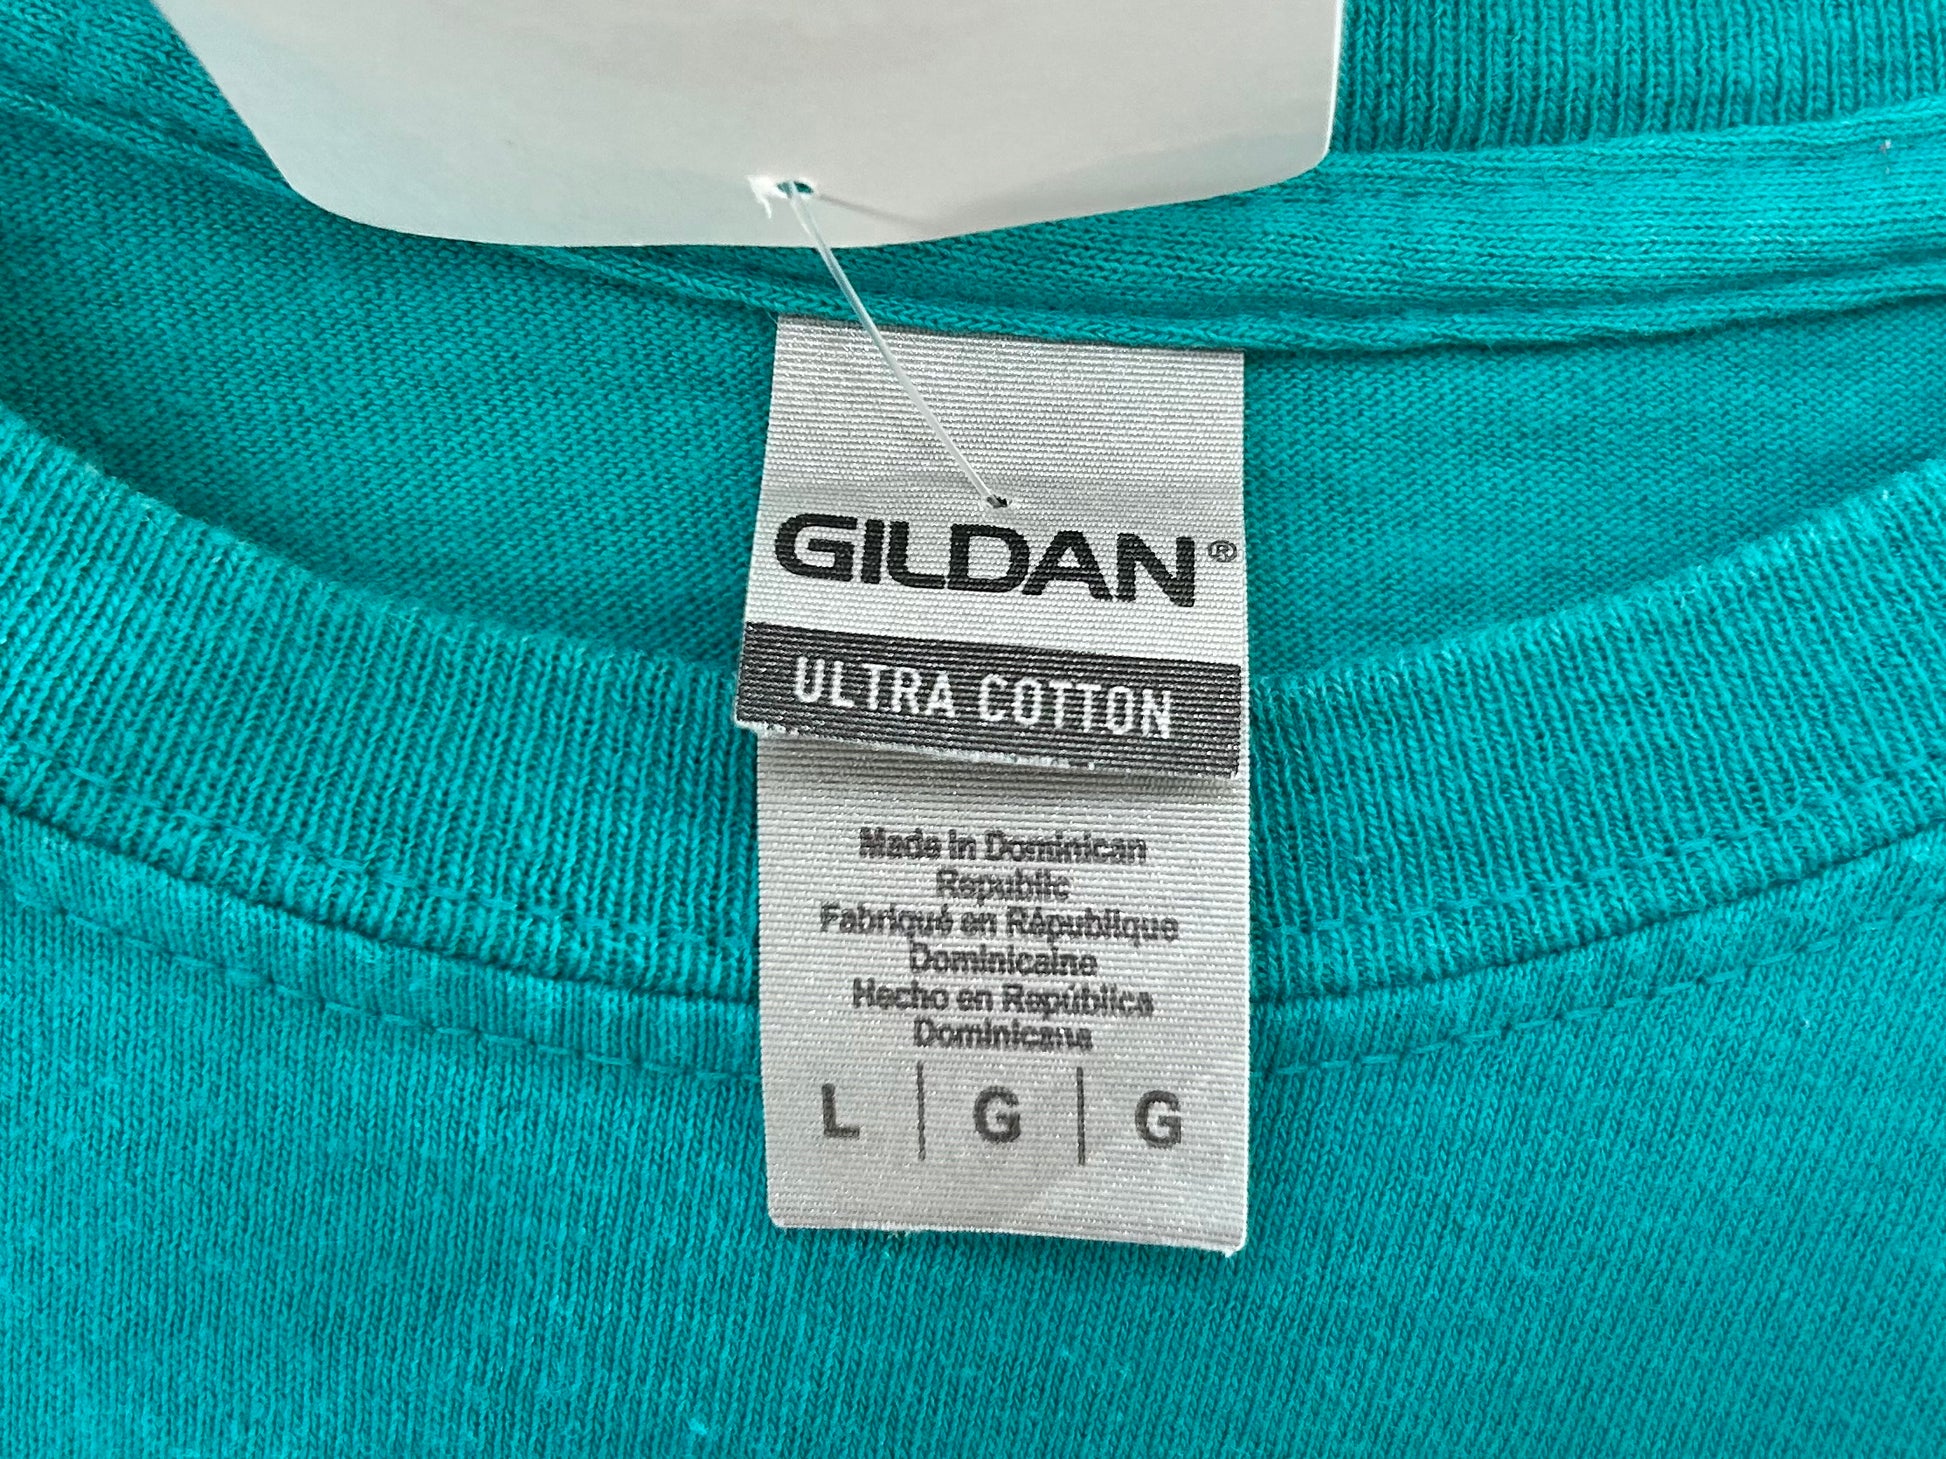 GILDAN®
ULTRA COTTON
Made in Dominican
Republic
Fabriqué en République
Dominicaine
Hecho en República
Dominicana
L | G | G